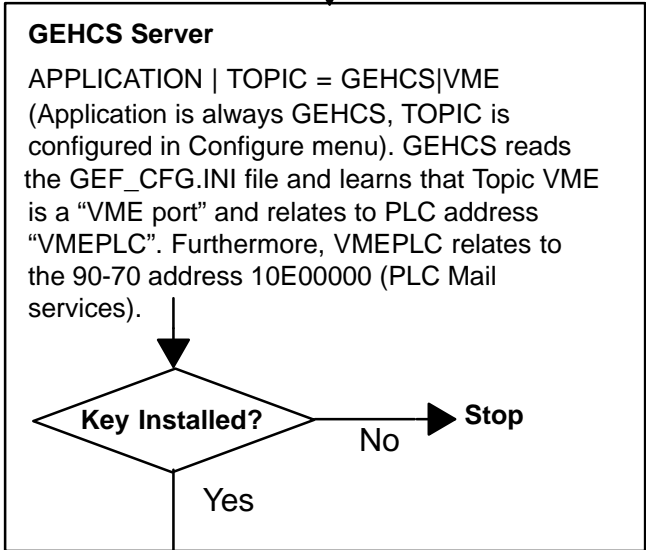 GEHCS Server
APPLICATION | TOPIC = GEHCS|VME
(Application is always GEHCS, TOPIC is
configured in Configure menu). GEHCS reads
the GEF_CFG.INI file and learns that Topic VME
is a “VME port” and relates to PLC address
“VMEPLC”. Furthermore, VMEPLC relates to
the 90-70 address 10E00000 (PLC Mail
services).
Key Installed?
Stop
No
Yes